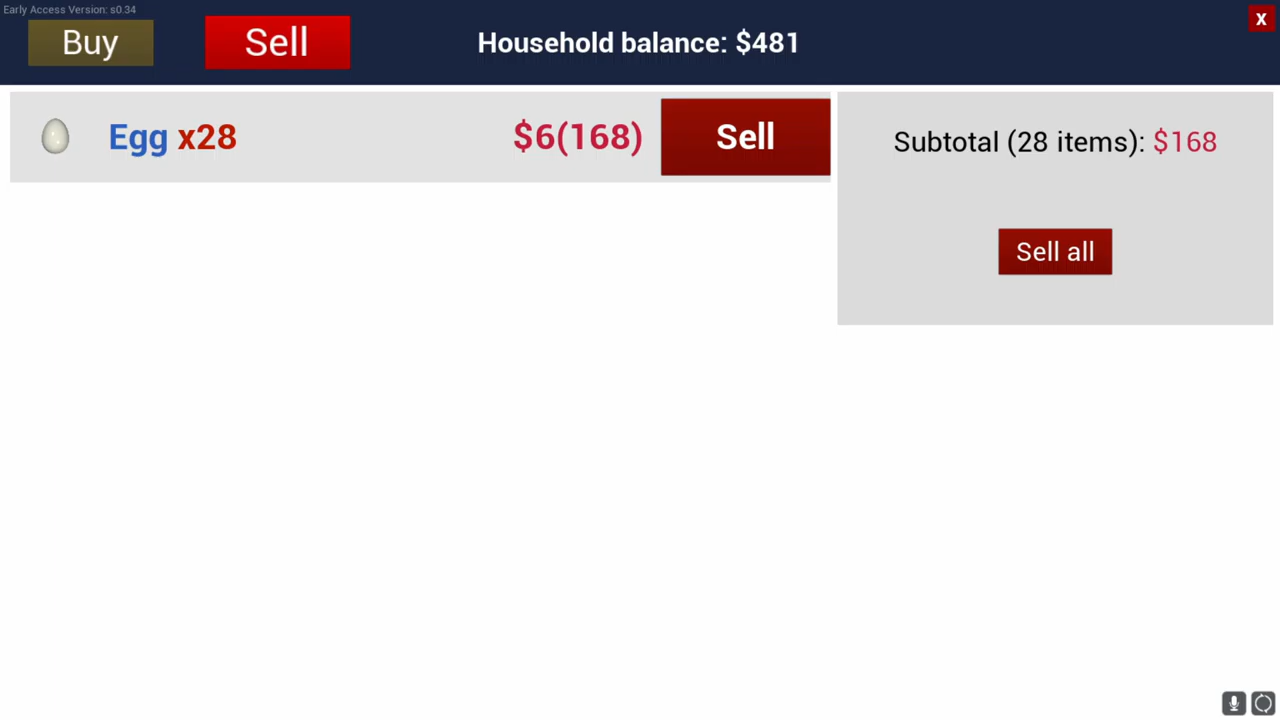 Early Access Version: s0.34
Buy
Sell
Household balance: $481
x
Egg x28
$6(168)
Sell
Subtotal (28 items): $168
Sell all